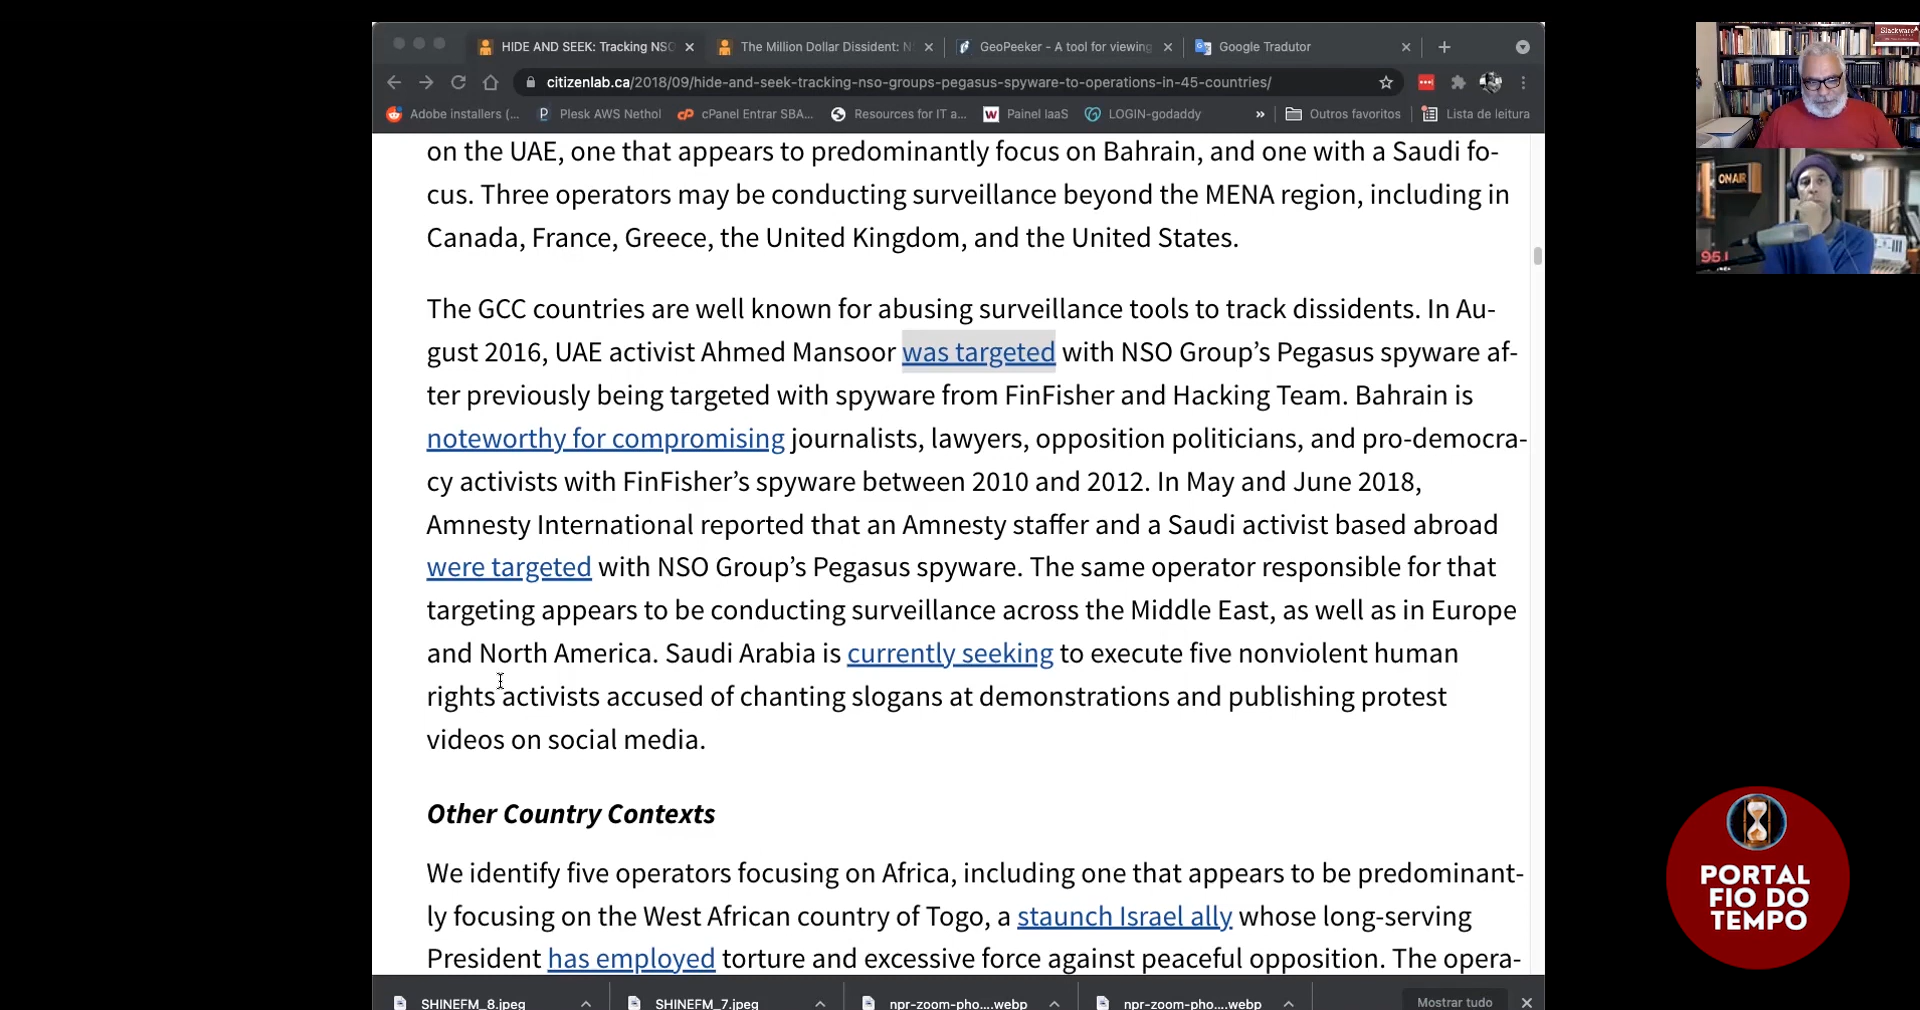 HIDE AND SEEK: Tracking NSO
The Million Dollar Dissident: N
GeoPeeker - A tool for viewing
Google Tradutor
citizenlab.ca/2018/09/hide-and-seek-tracking-nso-groups-pegasus-spyware-to-operations-in-45-countries/
Adobe installers (...
Plesk AWS Nethol
cPanel Entrar SBA...
Resources for IT a...
Painel IaaS
LOGIN-godaddy
»
Outros favoritos
Lista de leitura
on the UAE, one that appears to predominantly focus on Bahrain, and one with a Saudi fo-
cus. Three operators may be conducting surveillance beyond the MENA region, including in
Canada, France, Greece, the United Kingdom, and the United States.
The GCC countries are well known for abusing surveillance tools to track dissidents. In Au-
gust 2016, UAE activist Ahmed Mansoor was targeted with NSO Group’s Pegasus spyware af-
ter previously being targeted with spyware from FinFisher and Hacking Team. Bahrain is
noteworthy for compromising journalists, lawyers, opposition politicians, and pro-democra-
cy activists with FinFisher’s spyware between 2010 and 2012. In May and June 2018,
Amnesty International reported that an Amnesty staffer and a Saudi activist based abroad
were targeted with NSO Group’s Pegasus spyware. The same operator responsible for that
targeting appears to be conducting surveillance across the Middle East, as well as in Europe
and North America. Saudi Arabia is currently seeking to execute five nonviolent human
rights activists accused of chanting slogans at demonstrations and publishing protest
videos on social media.
Other Country Contexts
We identify five operators focusing on Africa, including one that appears to be predominant-
ly focusing on the West African country of Togo, a staunch Israel ally whose long-serving
President has employed torture and excessive force against peaceful opposition. The opera-
SHINEFM_8.jpeg
SHINEFM_7.jpeg
npr-zoom-pho....webp
npr-zoom-pho....webp
Mostrar tudo
Slackware
ON AIR
95.1
PORTAL
FIO DO
TEMPO